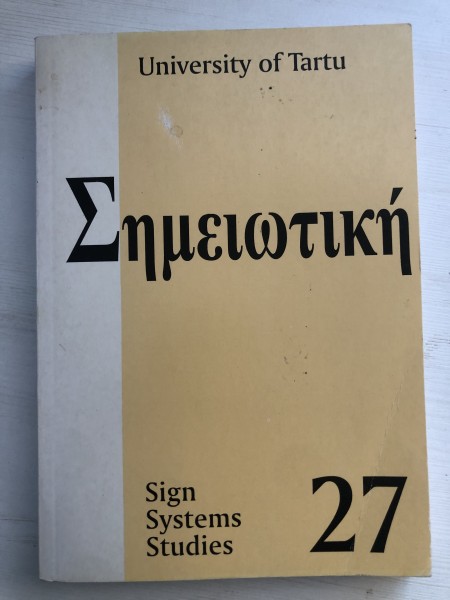 University of Tartu
Σημειωτική
Sign
Systems
Studies
27